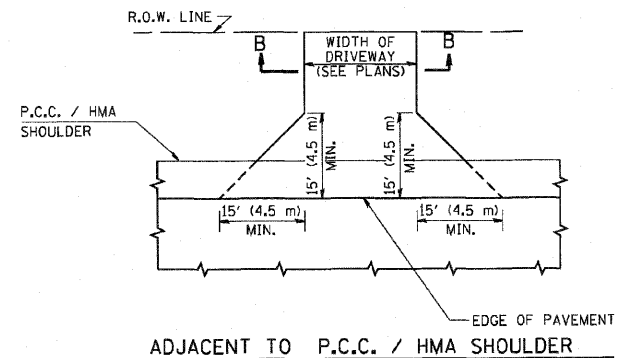 R.O.W. LINE
B
WIDTH OF
DRIVEWAY
(SEE PLANS)
B
P.C.C. / HMA
SHOULDER
15' (4.5 m)
MIN.
15' (4.5 m)
MIN.
15' (4.5 m)
MIN.
15' (4.5 m)
MIN.
EDGE OF PAVEMENT
ADJACENT TO P.C.C. / HMA SHOULDER